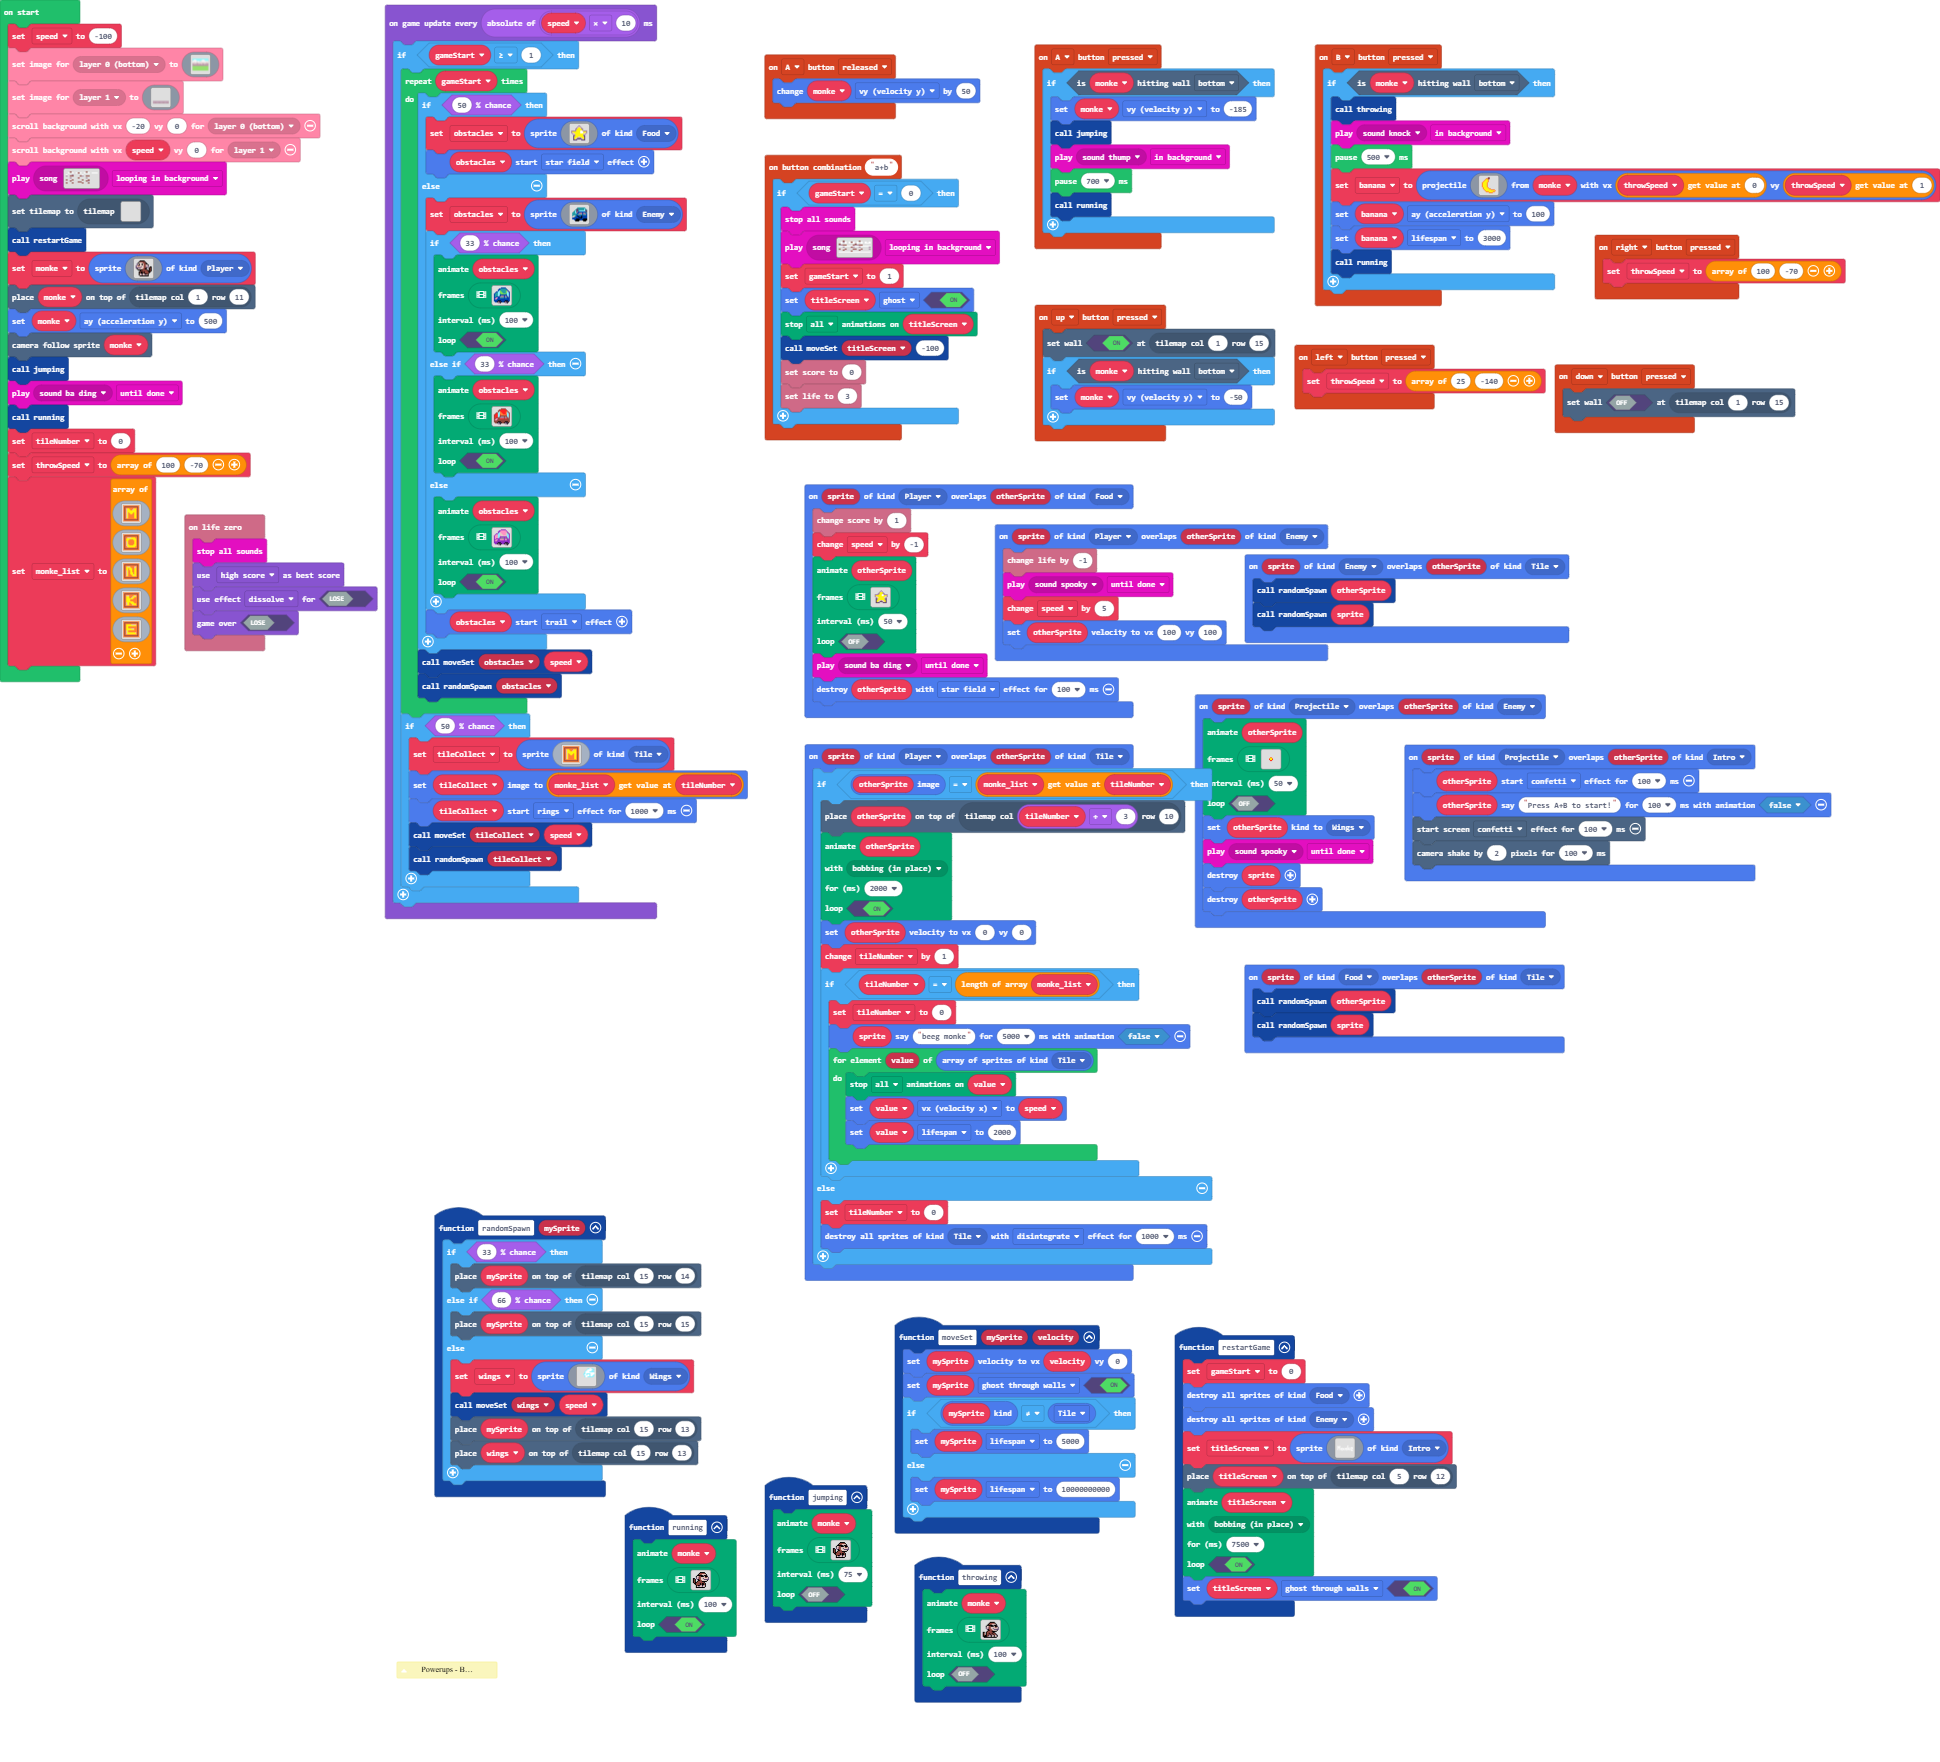 on start
set speed to -100
set image for layer 0 (bottom) to
set image for layer 1 to
scroll background with vx -20 vy 0 for layer 0 (bottom)
scroll background with vx speed vy 0 for layer 1
play song looping in background
set tilemap to tilemap
call restartGame
set monke to sprite of kind Player
place monke on top of tilemap col 1 row 11
set monke ay (acceleration y) to 500
camera follow sprite monke
call jumping
play sound ba ding until done
call running
set tileNumber to 0
set throwSpeed to array of 100 -70
set monke_list to array of
M
O
N
K
E
on life zero
stop all sounds
use high score as best score
use effect dissolve for LOSE
game over LOSE
on game update every absolute of speed × 10 ms
if gameStart ≥ 1 then
repeat gameStart times
do if 50 % chance then
set obstacles to sprite of kind Food
obstacles start star field effect
else
set obstacles to sprite of kind Enemy
if 33 % chance then
animate obstacles
frames
interval (ms) 100
loop ON
else if 33 % chance then
animate obstacles
frames
interval (ms) 100
loop ON
else
animate obstacles
frames
interval (ms) 100
loop ON
obstacles start trail effect
call moveSet obstacles speed
call randomSpawn obstacles
if 50 % chance then
set tileCollect to sprite M of kind Tile
set tileCollect image to monke_list get value at tileNumber
tileCollect start rings effect for 1000 ms
call moveSet tileCollect speed
call randomSpawn tileCollect
on A button released
change monke vy (velocity y) by 50
on button combination "a+b"
if gameStart = 0 then
stop all sounds
play song looping in background
set gameStart to 1
set titleScreen ghost ON
stop all animations on titleScreen
call moveSet titleScreen -100
set score to 0
set life to 3
on A button pressed
if is monke hitting wall bottom then
set monke vy (velocity y) to -185
call jumping
play sound thump in background
pause 700 ms
call running
on up button pressed
set wall ON at tilemap col 1 row 15
if is monke hitting wall bottom then
set monke vy (velocity y) to -50
on B button pressed
if is monke hitting wall bottom then
call throwing
play sound knock in background
pause 500 ms
set banana to projectile from monke with vx throwSpeed get value at 0 vy throwSpeed get value at 1
set banana ay (acceleration y) to 100
set banana lifespan to 3000
call running
on right button pressed
set throwSpeed to array of 100 -70
on left button pressed
set throwSpeed to array of 25 -140
on down button pressed
set wall OFF at tilemap col 1 row 15
on sprite of kind Player overlaps otherSprite of kind Food
change score by 1
change speed by -1
animate otherSprite
frames
interval (ms) 50
loop OFF
play sound ba ding until done
destroy otherSprite with star field effect for 100 ms
on sprite of kind Player overlaps otherSprite of kind Enemy
change life by -1
play sound spooky until done
change speed by 5
set otherSprite velocity to vx 100 vy 100
on sprite of kind Enemy overlaps otherSprite of kind Tile
call randomSpawn otherSprite
call randomSpawn sprite
on sprite of kind Player overlaps otherSprite of kind Tile
if otherSprite image = monke_list get value at tileNumber then
place otherSprite on top of tilemap col tileNumber + 3 row 10
animate otherSprite
with bobbing (in place)
for (ms) 2000
loop ON
set otherSprite velocity to vx 0 vy 0
change tileNumber by 1
if tileNumber = length of array monke_list then
set tileNumber to 0
sprite say "beeg monke" for 5000 ms with animation false
for element value of array of sprites of kind Tile
do stop all animations on value
set value vx (velocity x) to speed
set value lifespan to 2000
else
set tileNumber to 0
destroy all sprites of kind Tile with disintegrate effect for 1000 ms
on sprite of kind Projectile overlaps otherSprite of kind Enemy
animate otherSprite
frames
interval (ms) 50
loop OFF
set otherSprite kind to Wings
play sound spooky until done
destroy sprite
destroy otherSprite
on sprite of kind Projectile overlaps otherSprite of kind Intro
otherSprite start confetti effect for 100 ms
otherSprite say "Press A+B to start!" for 100 ms with animation false
start screen confetti effect for 100 ms
camera shake by 2 pixels for 100 ms
on sprite of kind Food overlaps otherSprite of kind Tile
call randomSpawn otherSprite
call randomSpawn sprite
function randomSpawn mySprite
if 33 % chance then
place mySprite on top of tilemap col 15 row 14
else if 66 % chance then
place mySprite on top of tilemap col 15 row 15
else
set wings to sprite of kind Wings
call moveSet wings speed
place mySprite on top of tilemap col 15 row 13
place wings on top of tilemap col 15 row 13
function running
animate monke
frames
interval (ms) 100
loop ON
function jumping
animate monke
frames
interval (ms) 75
loop OFF
function moveSet mySprite velocity
set mySprite velocity to vx velocity vy 0
set mySprite ghost through walls ON
if mySprite kind ≠ Tile then
set mySprite lifespan to 5000
else
set mySprite lifespan to 10000000000
function throwing
animate monke
frames
interval (ms) 100
loop OFF
function restartGame
set gameStart to 0
destroy all sprites of kind Food
destroy all sprites of kind Enemy
set titleScreen to sprite of kind Intro
place titleScreen on top of tilemap col 5 row 12
animate titleScreen
with bobbing (in place)
for (ms) 7500
loop ON
set titleScreen ghost through walls ON
Powerups - B...